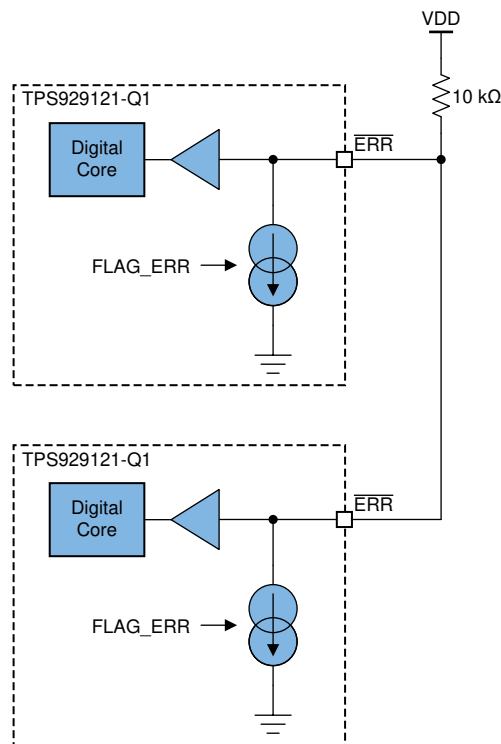 VDD
10 kΩ
TPS929121-Q1
Digital
Core
ERR
FLAG_ERR
TPS929121-Q1
Digital
Core
ERR
FLAG_ERR